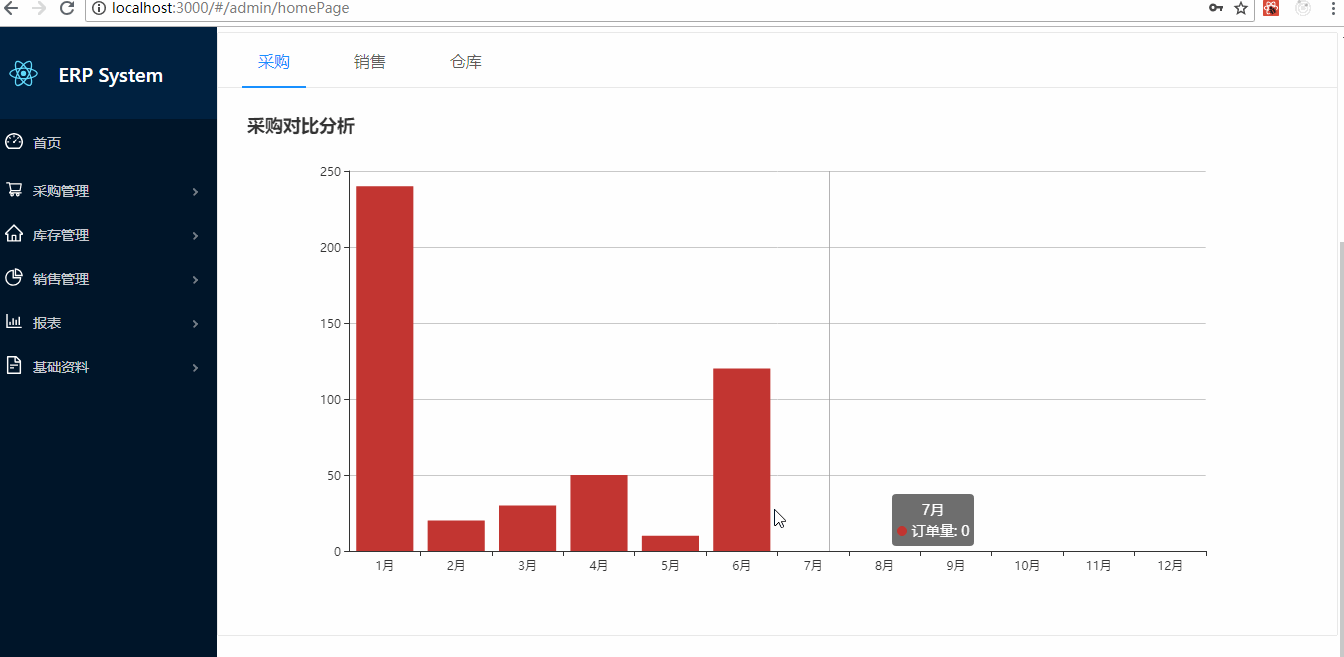 localhost:3000/#/admin/homePage
ERP System
首页
采购管理
库存管理
销售管理
报表
基础资料
采购 销售 仓库
采购对比分析
250
200
150
100
50
0
1月 2月 3月 4月 5月 6月 7月 8月 9月 10月 11月 12月
7月
订单量: 0